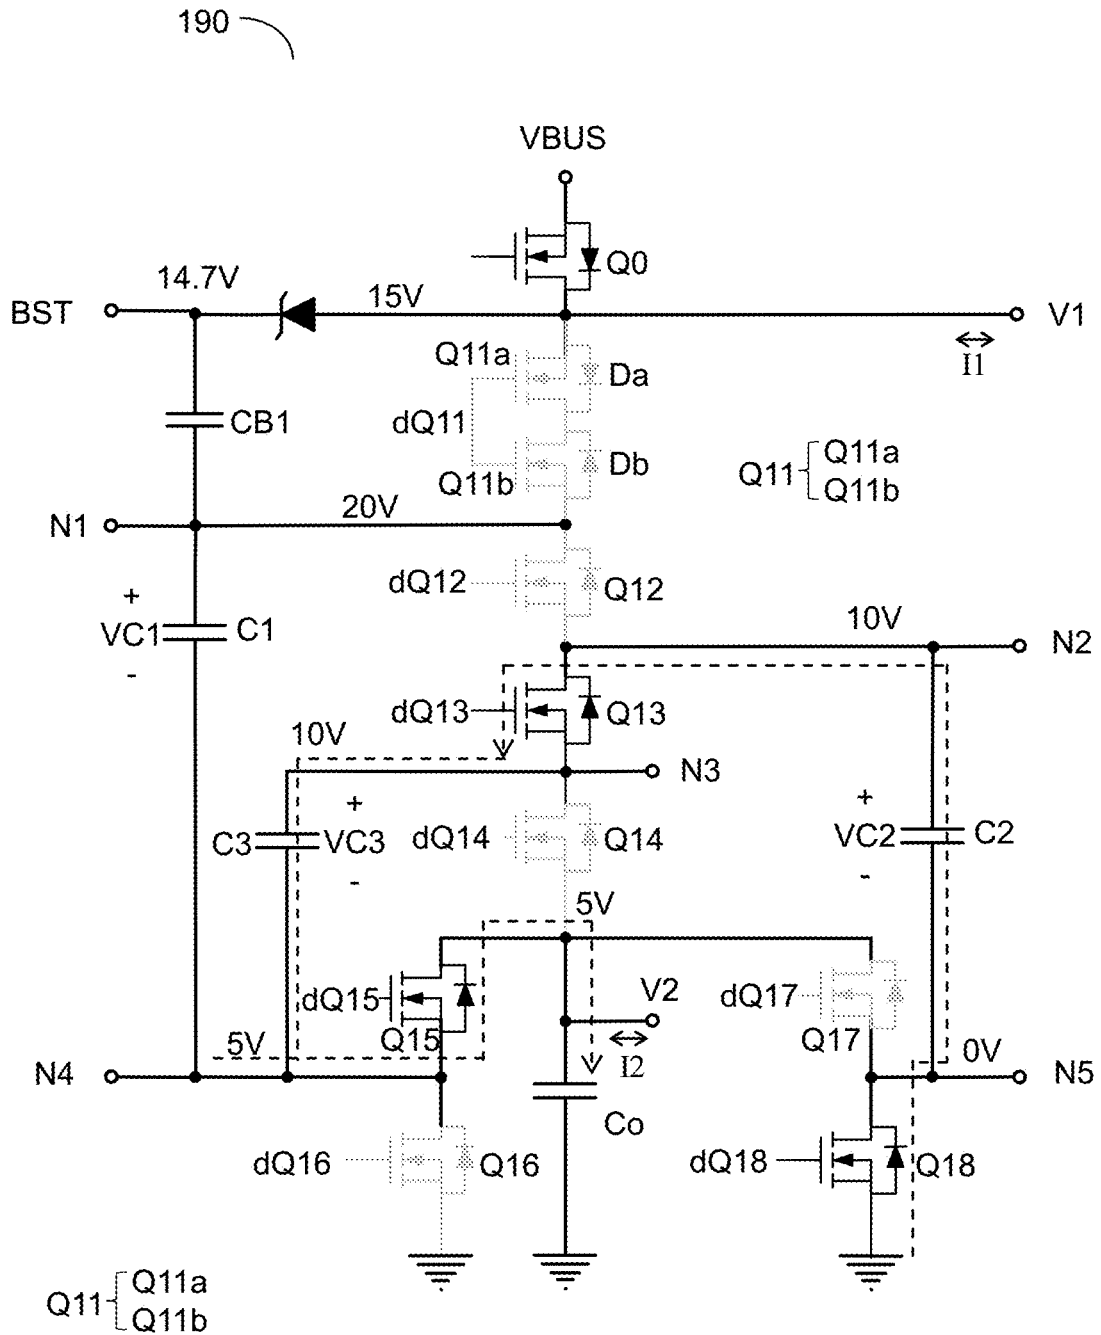 190
VBUS
Q0
14.7V
BST
15V
V1
I1
Q11a
Da
CB1
dQ11
Db
Q11b
Q11
Q11a
Q11b
N1
20V
dQ12
Q12
+
VC1
-
C1
10V
N2
dQ13
Q13
10V
N3
C3
+
VC3
-
dQ14
Q14
+
VC2
-
C2
5V
dQ15
Q15
V2
I2
dQ17
Q17
5V
N4
0V
N5
Co
dQ16
Q16
dQ18
Q18
Q11
Q11a
Q11b